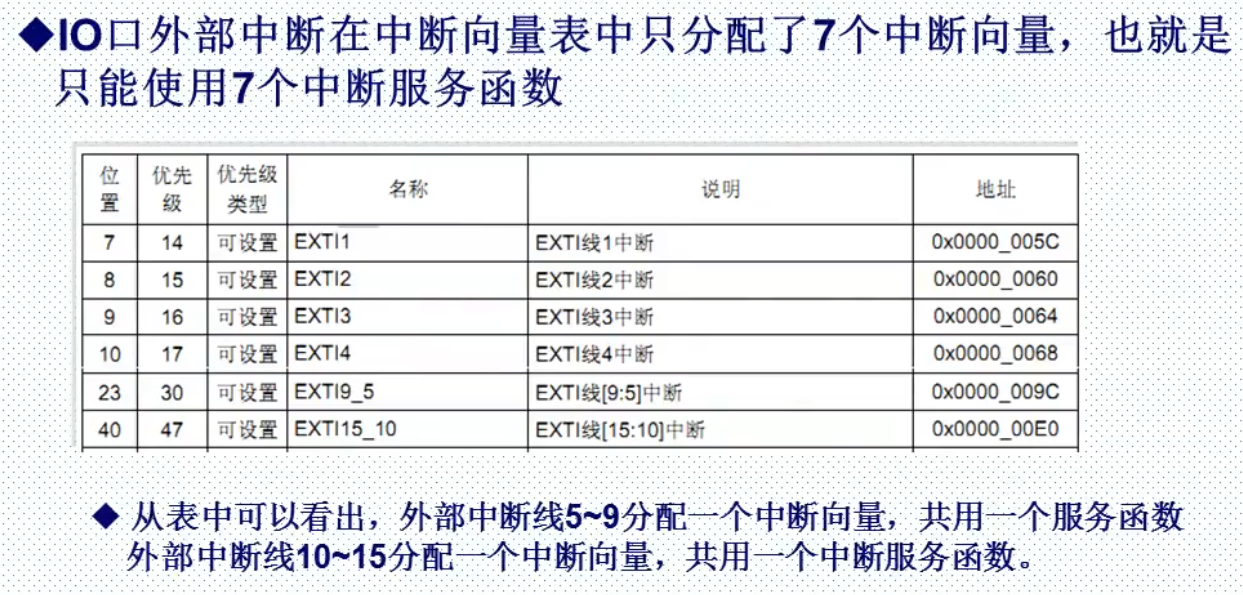 ◆IO口外部中断在中断向量表中只分配了7个中断向量，也就是
只能使用7个中断服务函数
位置 优先级 优先级类型 名称 说明 地址
7 14 可设置 EXTI1 EXTI线1中断 0x0000_005C
8 15 可设置 EXTI2 EXTI线2中断 0x0000_0060
9 16 可设置 EXTI3 EXTI线3中断 0x0000_0064
10 17 可设置 EXTI4 EXTI线4中断 0x0000_0068
23 30 可设置 EXTI9_5 EXTI线[9:5]中断 0x0000_009C
40 47 可设置 EXTI15_10 EXTI线[15:10]中断 0x0000_00E0
◆ 从表中可以看出，外部中断线5~9分配一个中断向量，共用一个服务函数
外部中断线10~15分配一个中断向量，共用一个中断服务函数。